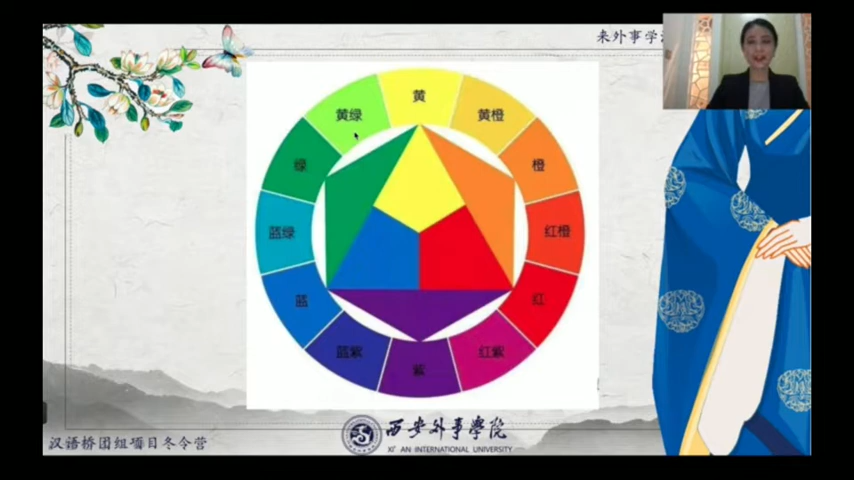 来外事学
黄
黄绿
黄橙
绿
橙
蓝绿
红橙
蓝
红
蓝紫
红紫
紫
西安外事學院
XI' AN INTERNATIONAL UNIVERSITY
汉语桥团组项目冬令营